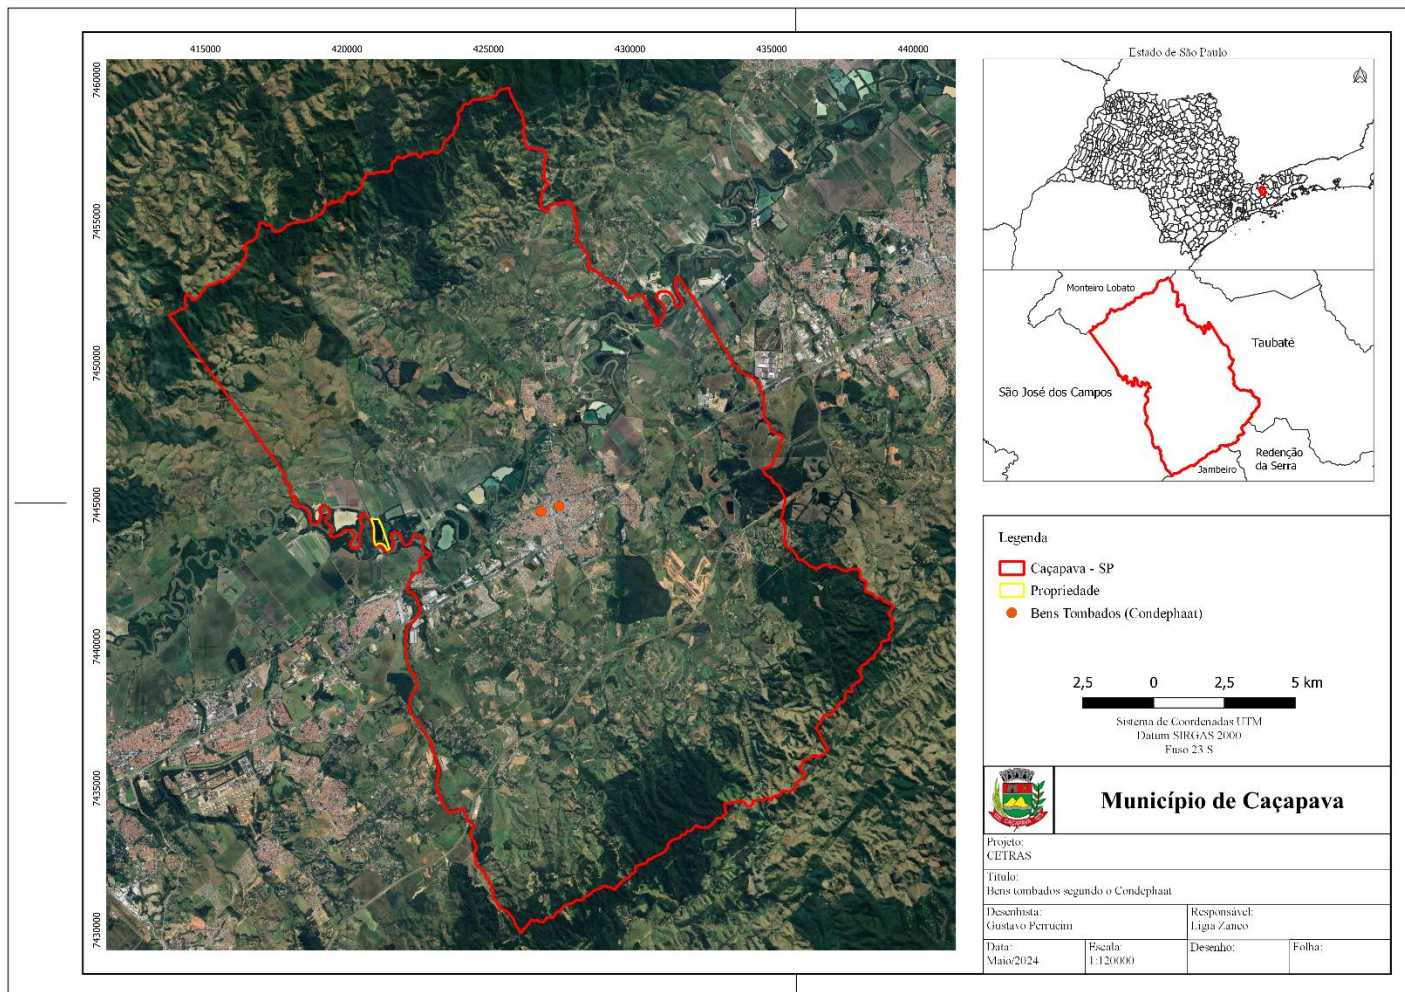 415000
420000
425000
430000
435000
440000
7460000
7455000
7450000
7445000
7440000
7435000
7430000
Estado de São Paulo
Monteiro Lobato
Taubaté
São José dos Campos
Redenção
da Serra
Jambeiro
Legenda
Caçapava - SP
Propriedade
Bens Tombados (Condephaat)
2,5 0 2,5 5 km
Sistema de Coordenadas UTM
Datum SIRGAS 2000
Fuso 23 S
CAÇAPAVA
Município de Caçapava
Projeto:
CETRAS
Título:
Bens tombados segundo o Condephaat
Desenhista:
Gustavo Perrucini
Responsável:
Ligia Zaneo
Data:
Maio/2024
Escala:
1:120000
Desenho:
Folha: